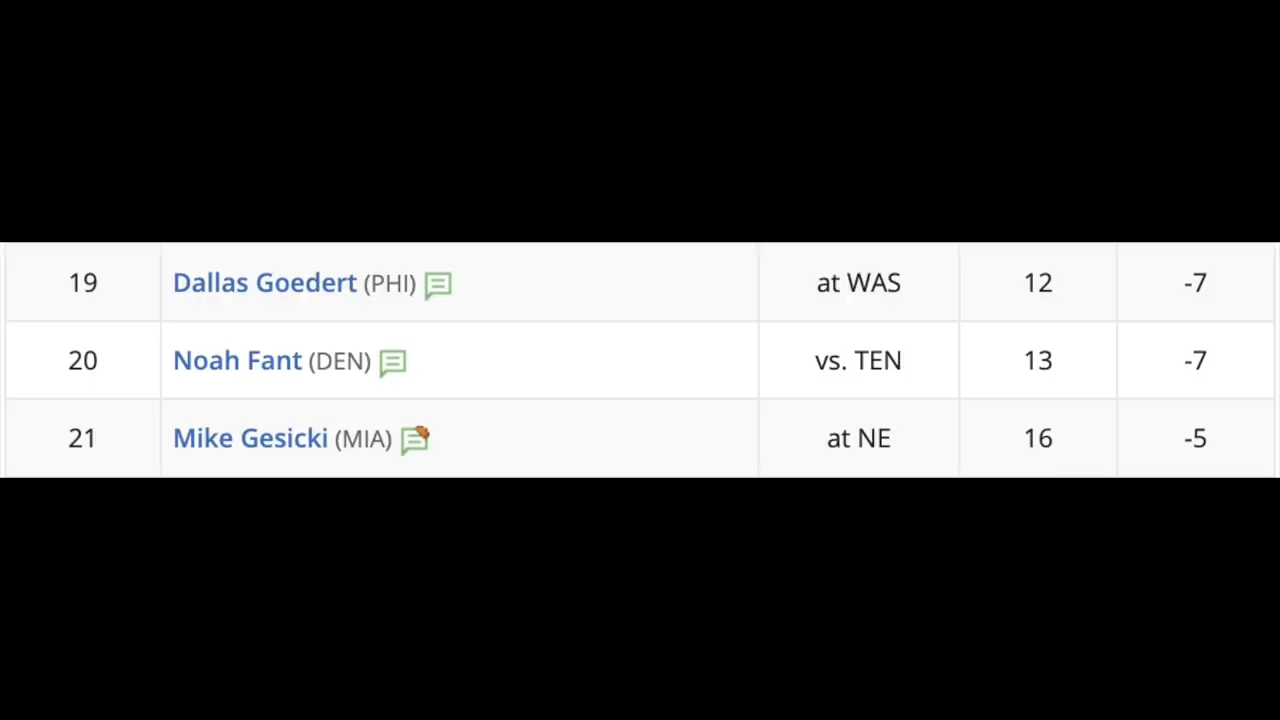 19 Dallas Goedert (PHI) at WAS 12 -7
20 Noah Fant (DEN) vs. TEN 13 -7
21 Mike Gesicki (MIA) at NE 16 -5